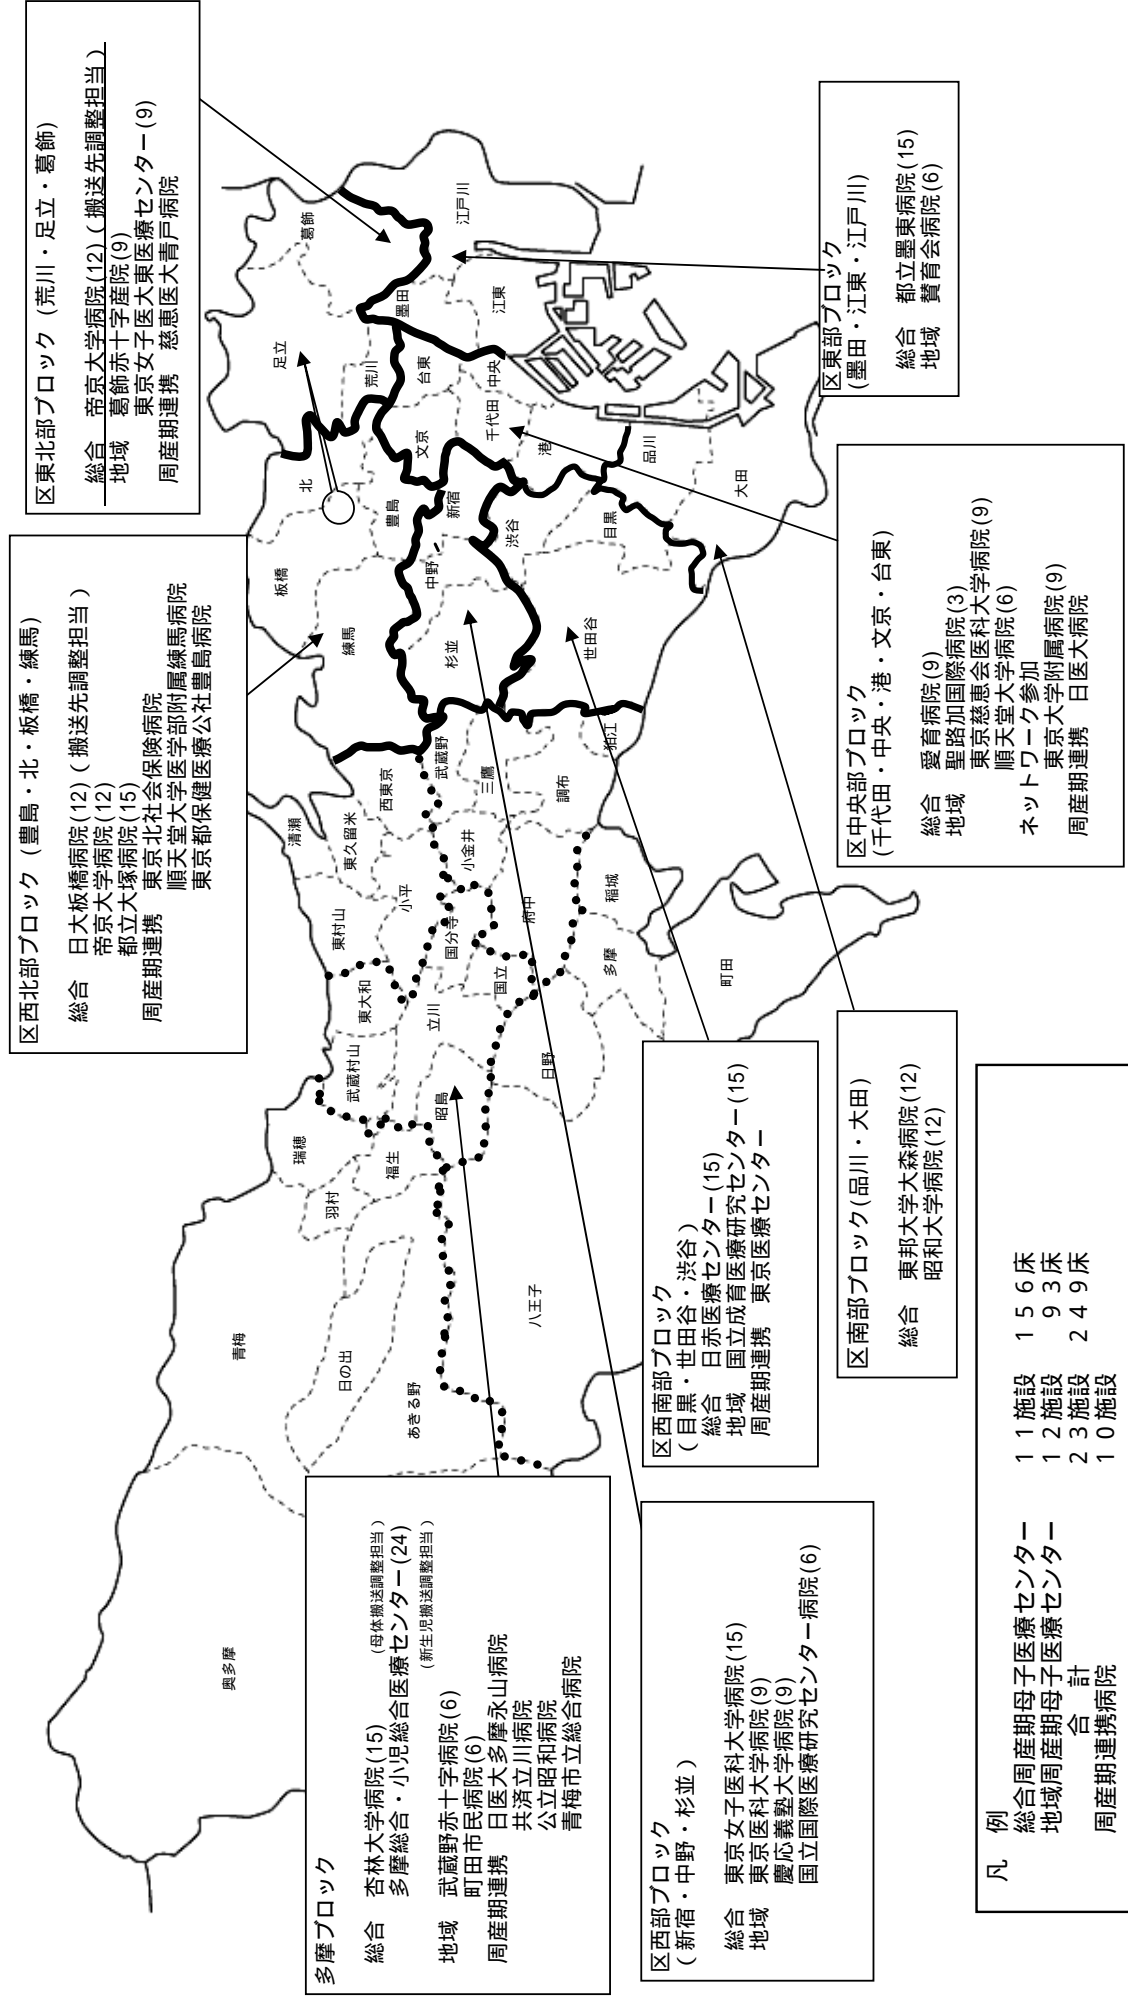 区東北部ブロック（荒川・足立・葛飾）
総合　帝京大学病院(12)（搬送先調整担当）
地域　葛飾赤十字産院(9)
東京女子医大東医療センター(9)
周産期連携　慈恵医大青戸病院
区西北部ブロック（豊島・北・板橋・練馬）
総合　日大板橋病院(12)（搬送先調整担当）
帝京大学病院(12)
都立大塚病院(15)
周産期連携　東京北社会保険病院
順天堂大学医学部附属練馬病院
東京都保健医療公社豊島病院
区東部ブロック
(墨田・江東・江戸川)
総合　都立墨東病院(15)
地域　賛育会病院(6)
区中央部ブロック
(千代田・中央・港・文京・台東)
総合　愛育病院(9)
地域　聖路加国際病院(3)
東京慈恵会医科大学病院(9)
順天堂大学病院(6)
ネットワーク参加
東京大学附属病院(9)
周産期連携　日医大病院
区南部ブロック(品川・大田)
総合　東邦大学大森病院(12)
昭和大学病院(12)
区西南部ブロック
（目黒・世田谷・渋谷）
総合　日赤医療センター(15)
地域　国立成育医療研究センター(15)
周産期連携　東京医療センター
多摩ブロック
総合　杏林大学病院(15)
（母体搬送調整担当）
多摩総合・小児総合医療センター(24)
（新生児搬送調整担当）
地域　武蔵野赤十字病院(6)
町田市民病院(6)
周産期連携　日医大多摩永山病院
共済立川病院
公立昭和病院
青梅市立総合病院
区西部ブロック
（新宿・中野・杉並）
総合　東京女子医科大学病院(15)
地域　東京医科大学病院(9)
慶応義塾大学病院(9)
国立国際医療研究センター病院(6)
凡　例
総合周産期母子医療センター　１１施設　１５６床
地域周産期母子医療センター　１２施設　９３床
合　計　２３施設　２４９床
周産期連携病院　１０施設
奥多摩
青梅
日の出
あきる野
八王子
瑞穂
羽村
福生
武蔵村山
昭島
日野
東大和
立川
国立
東村山
小平
国分寺
府中
多摩
町田
稲城
清瀬
東久留米
西東京
小金井
武蔵野
三鷹
調布
狛江
練馬
板橋
北
豊島
中野
杉並
新宿
渋谷
世田谷
目黒
足立
荒川
葛飾
墨田
江東
江戸川
台東
文京
千代田
中央
港
品川
大田